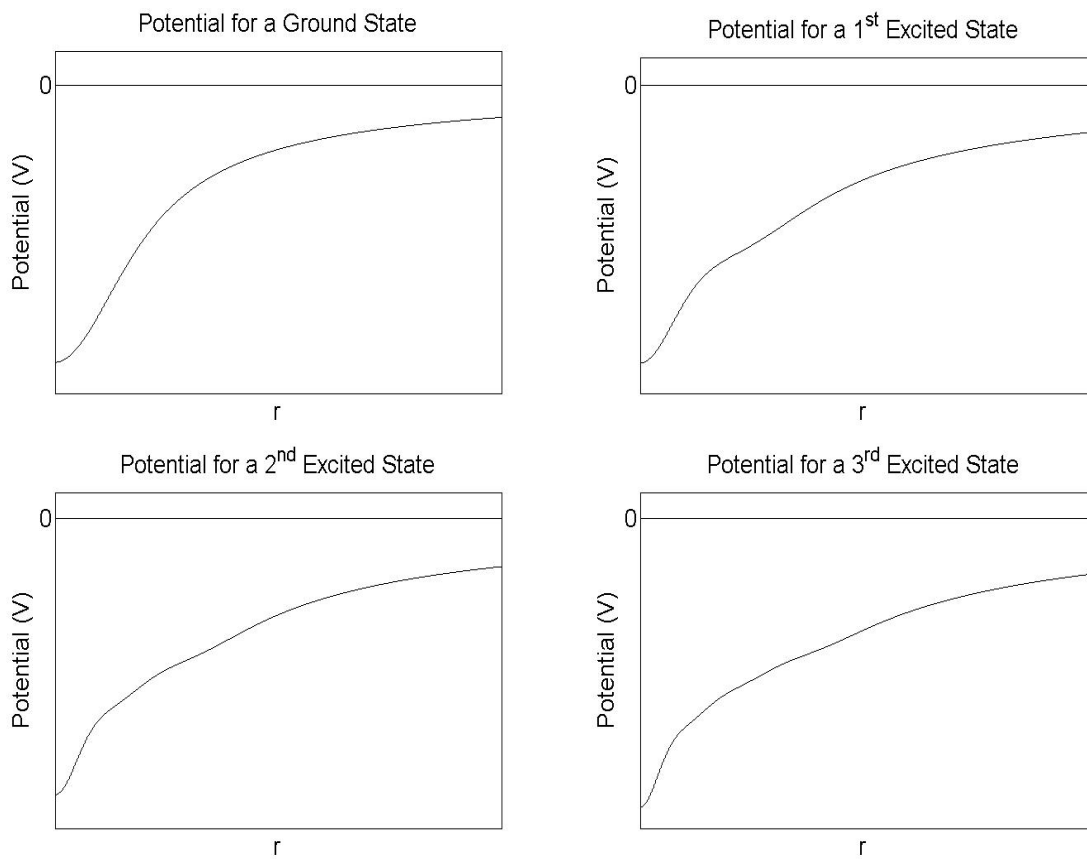 Potential for a Ground State
0
Potential (V)
r
Potential for a 1st Excited State
0
Potential (V)
r
Potential for a 2nd Excited State
0
Potential (V)
r
Potential for a 3rd Excited State
0
Potential (V)
r